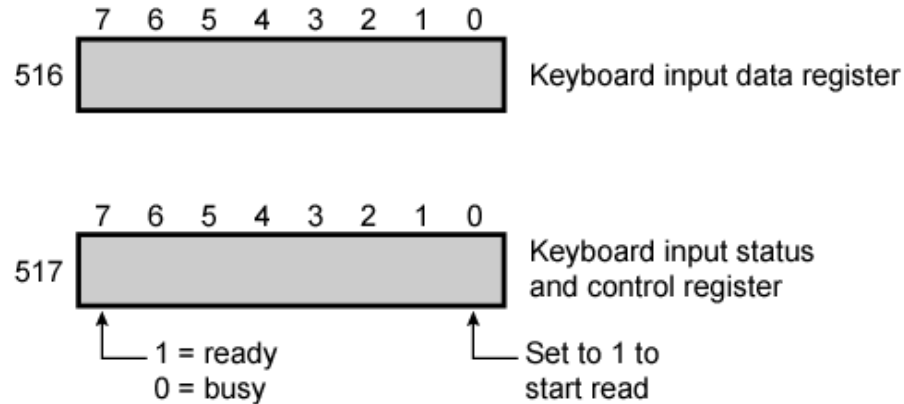 7 6 5 4 3 2 1 0
516 Keyboard input data register
7 6 5 4 3 2 1 0
517 Keyboard input status
and control register
1 = ready
0 = busy
Set to 1 to
start read